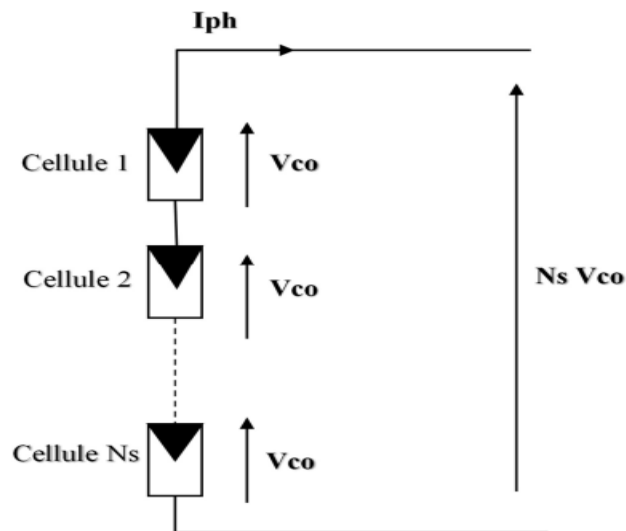 Iph
Cellule 1
Vco
Cellule 2
Vco
Ns Vco
Cellule Ns
Vco